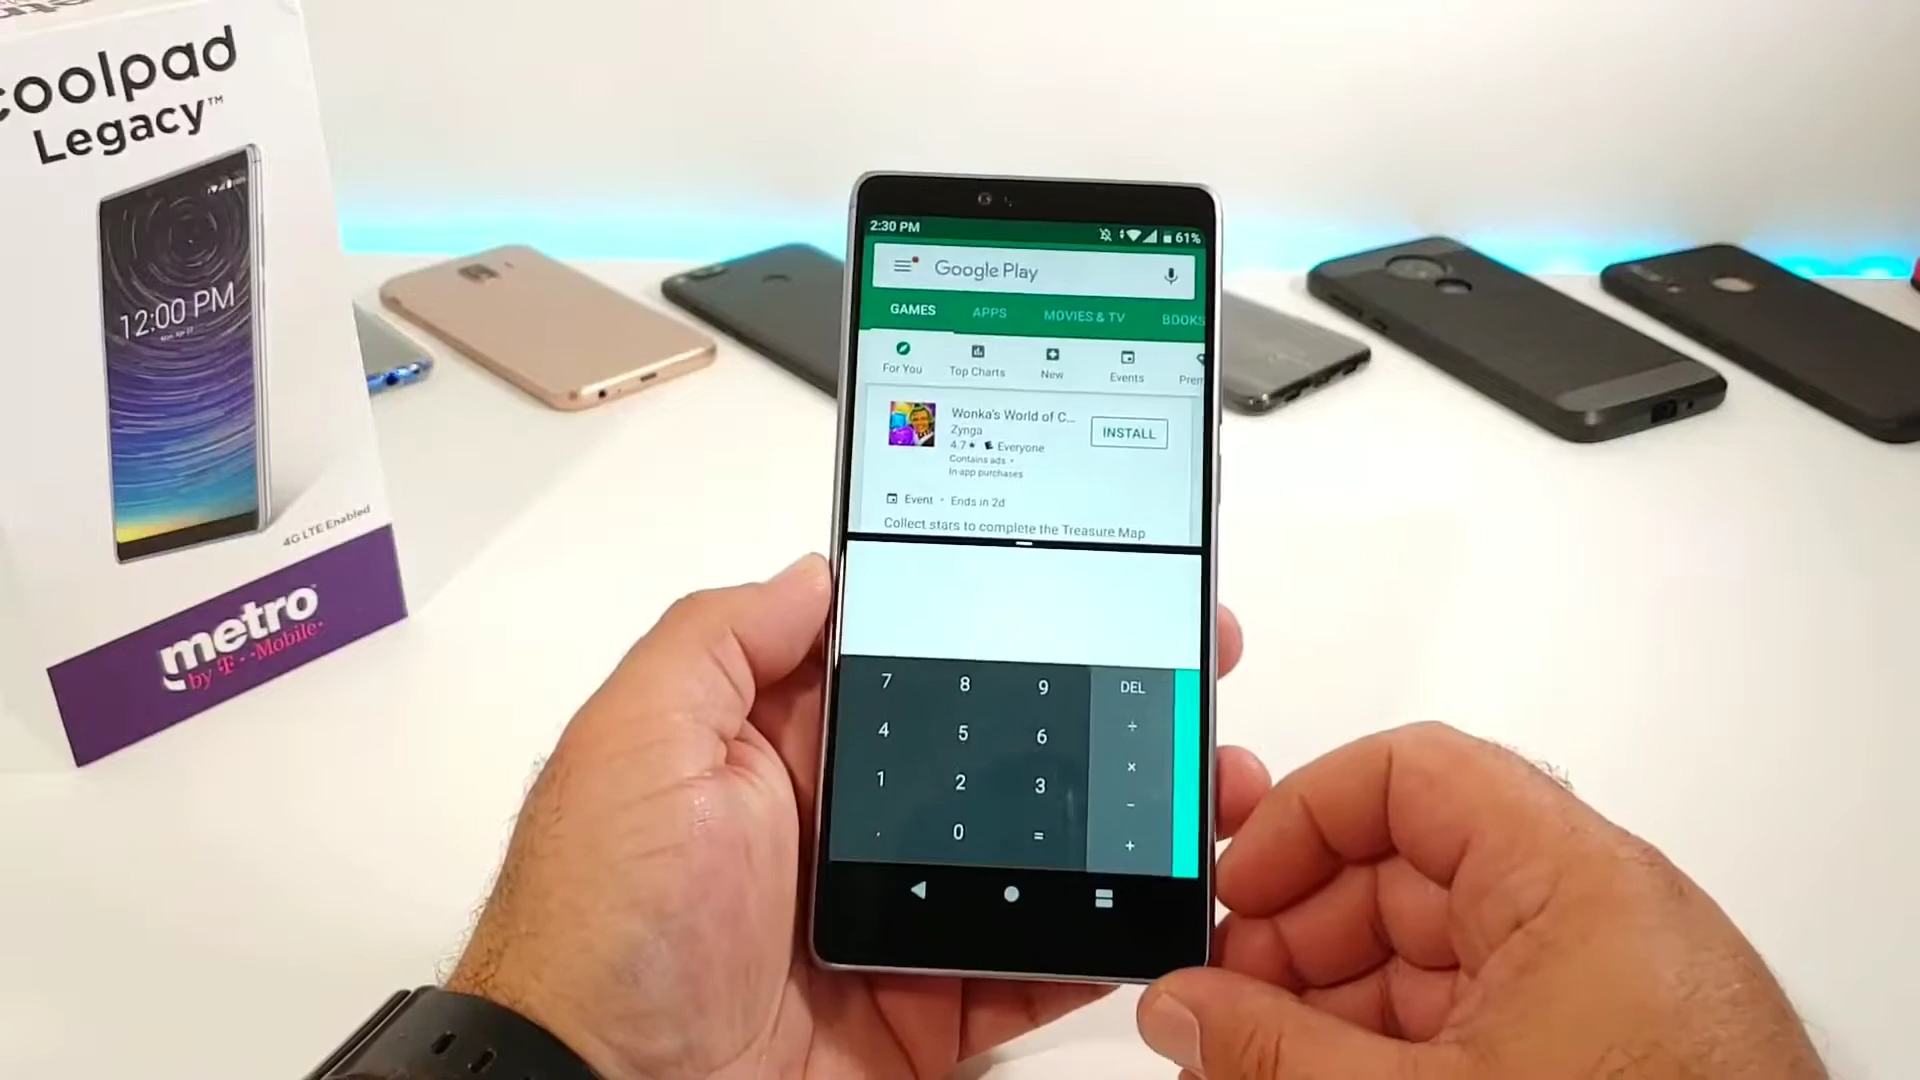 coolpad
Legacy™
12:00 PM
4G LTE Enabled
metro
by T-Mobile
2:30 PM
61%
Google Play
GAMES APPS MOVIES & TV BOOKS
For You Top Charts New Events Prem
Wonka's World of C...
Zynga
4.7★ E Everyone
Contains ads •
In-app purchases
INSTALL
Event • Ends in 2d
Collect stars to complete the Treasure Map
7 8 9 DEL
÷
4 5 6
×
1 2 3
−
. 0 =
+